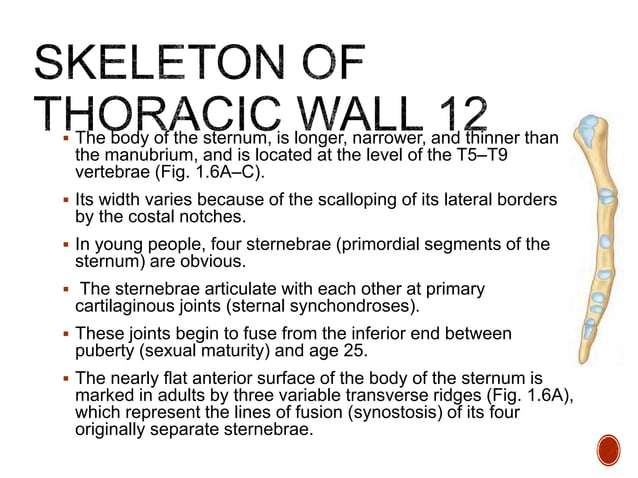 SKELETON OF
THORACIC WALL 12
▪ The body of the sternum, is longer, narrower, and thinner than
the manubrium, and is located at the level of the T5–T9
vertebrae (Fig. 1.6A–C).
▪ Its width varies because of the scalloping of its lateral borders
by the costal notches.
▪ In young people, four sternebrae (primordial segments of the
sternum) are obvious.
▪ The sternebrae articulate with each other at primary
cartilaginous joints (sternal synchondroses).
▪ These joints begin to fuse from the inferior end between
puberty (sexual maturity) and age 25.
▪ The nearly flat anterior surface of the body of the sternum is
marked in adults by three variable transverse ridges (Fig. 1.6A),
which represent the lines of fusion (synostosis) of its four
originally separate sternebrae.